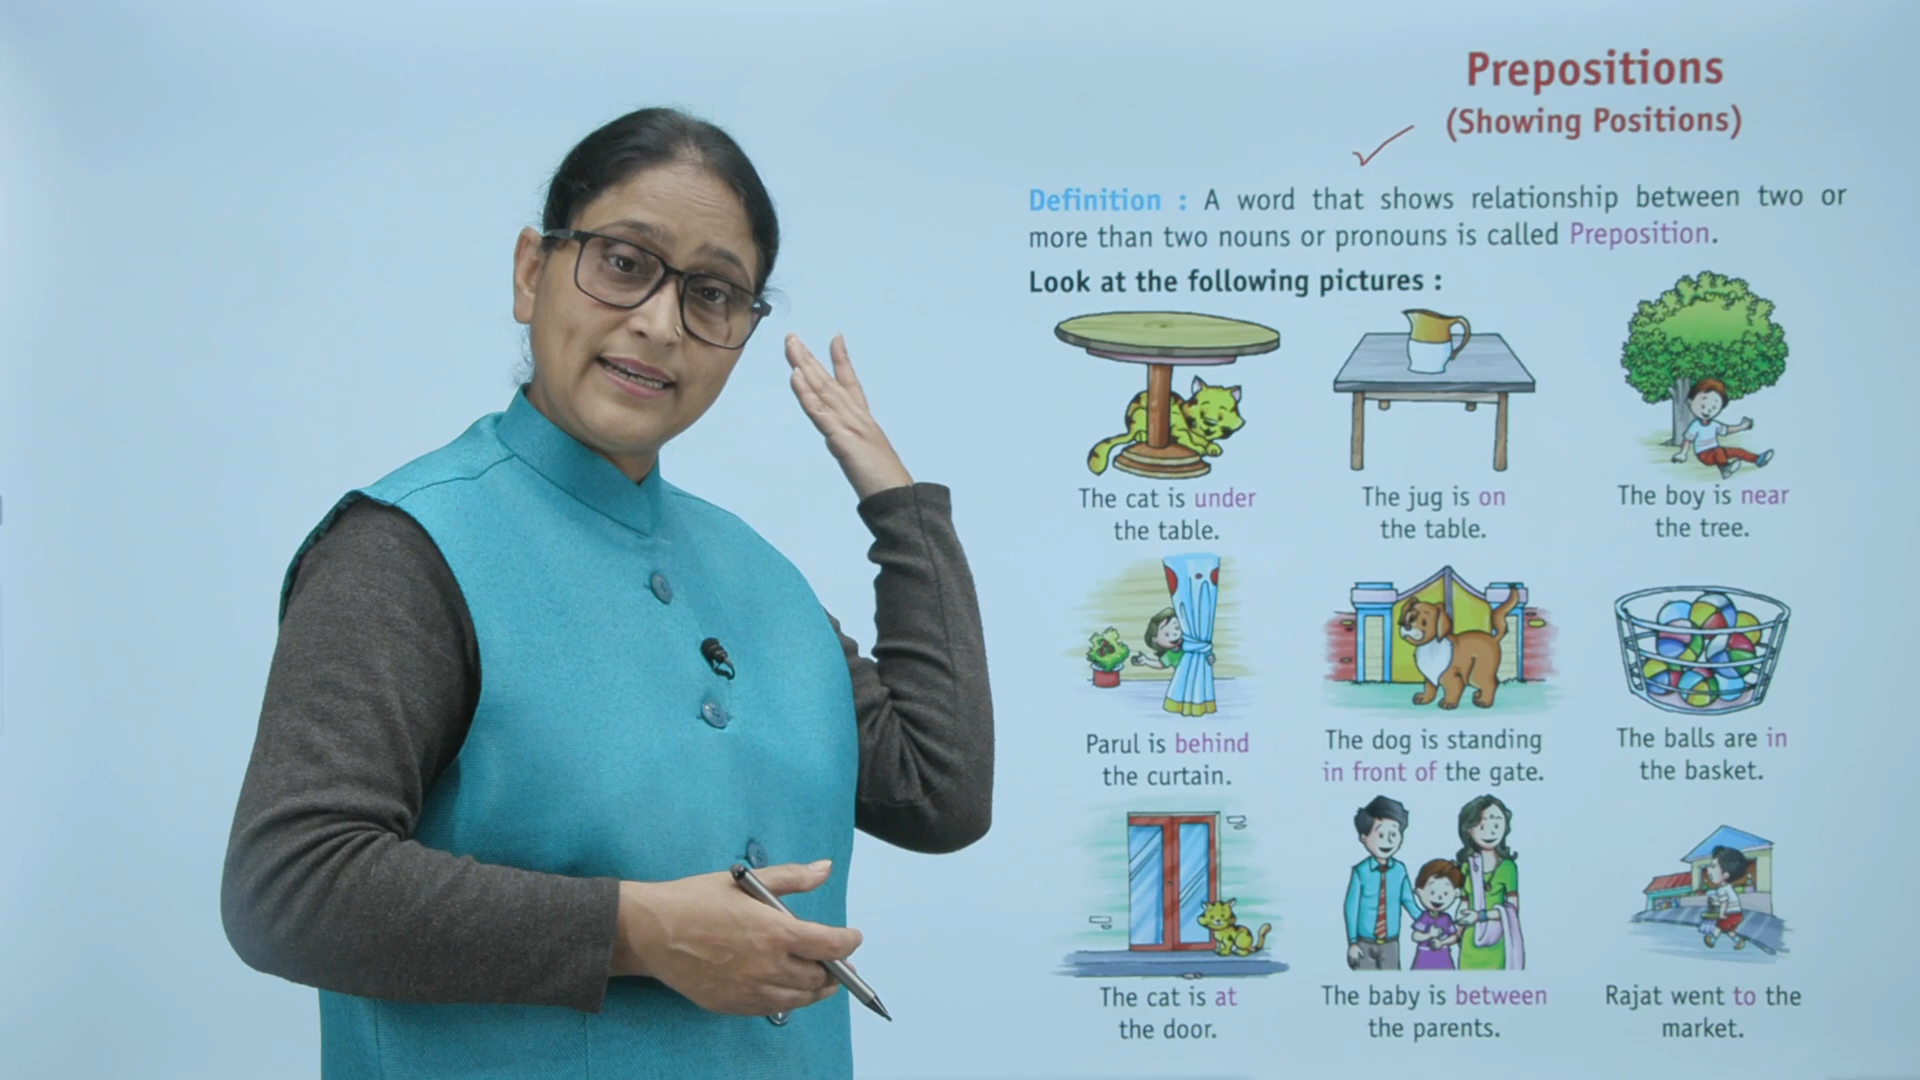 Prepositions
(Showing Positions)
Definition : A word that shows relationship between two or
more than two nouns or pronouns is called Preposition.
Look at the following pictures :
The cat is under
the table.
The jug is on
the table.
The boy is near
the tree.
Parul is behind
the curtain.
The dog is standing
in front of the gate.
The balls are in
the basket.
The cat is at
the door.
The baby is between
the parents.
Rajat went to the
market.